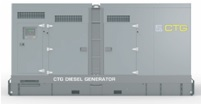 CTG
CTG DIESEL GENERATOR